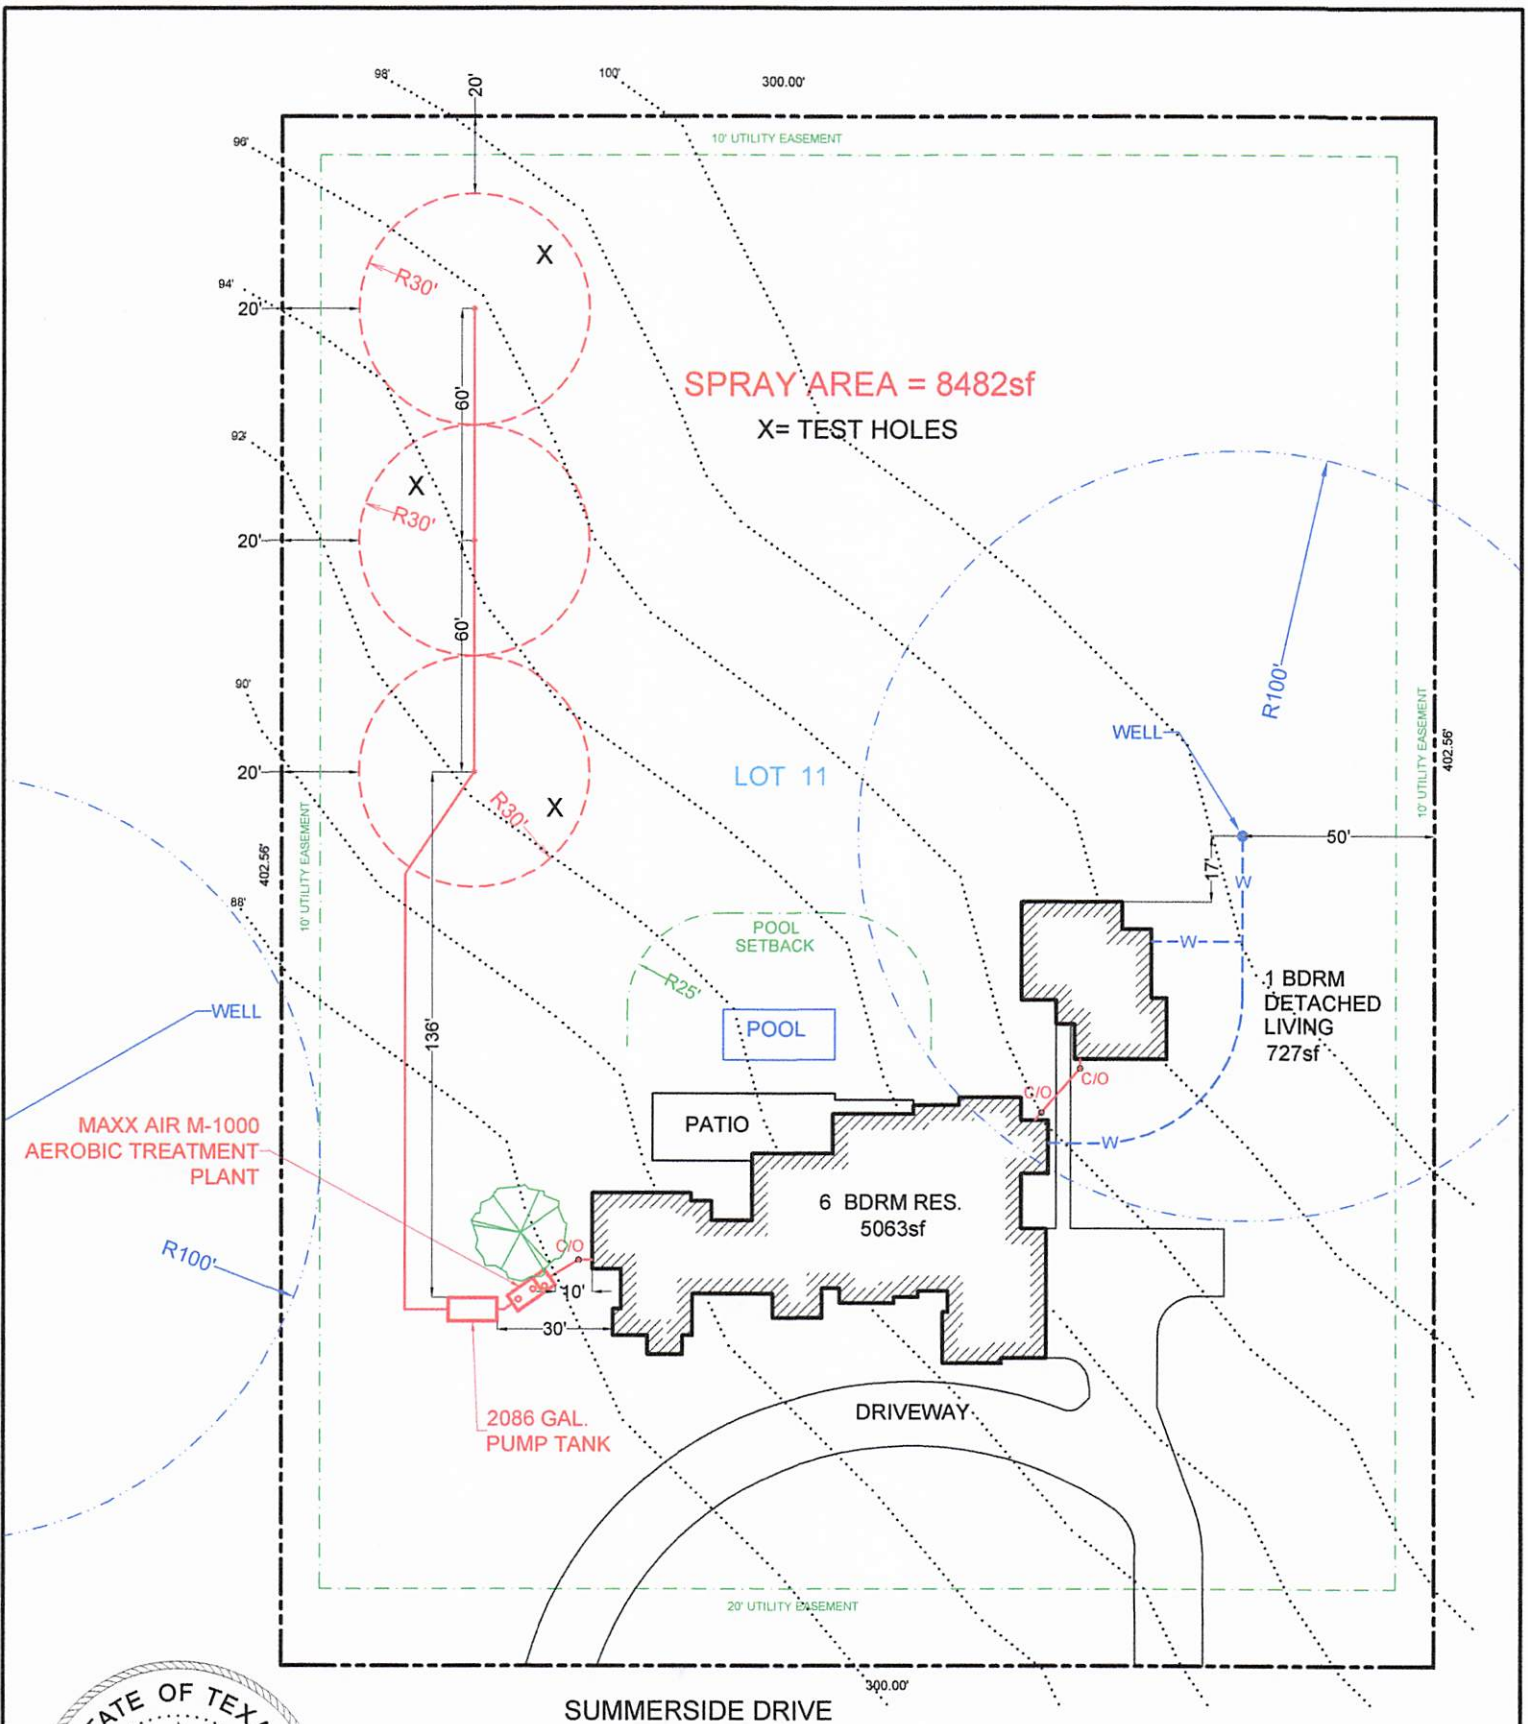 98'
20'
100'
300.00'
10' UTILITY EASEMENT
96'
94'
R30'
X
20'
60'
SPRAY AREA = 8482sf
X= TEST HOLES
92'
X
R30'
20'
60'
R100'
90'
WELL
10' UTILITY EASEMENT
402.56'
20'
LOT 11
R30'
X
50'
17'
10' UTILITY EASEMENT
402.56'
88'
W
POOL
SETBACK
W
R25'
1 BDRM
DETACHED
LIVING
727sf
WELL
136'
POOL
C/O
C/O
MAXX AIR M-1000
AEROBIC TREATMENT
PLANT
PATIO
W
6 BDRM RES.
5063sf
C/O
R100'
10'
30'
DRIVEWAY
2086 GAL.
PUMP TANK
20' UTILITY EASEMENT
300.00'
SUMMERSIDE DRIVE